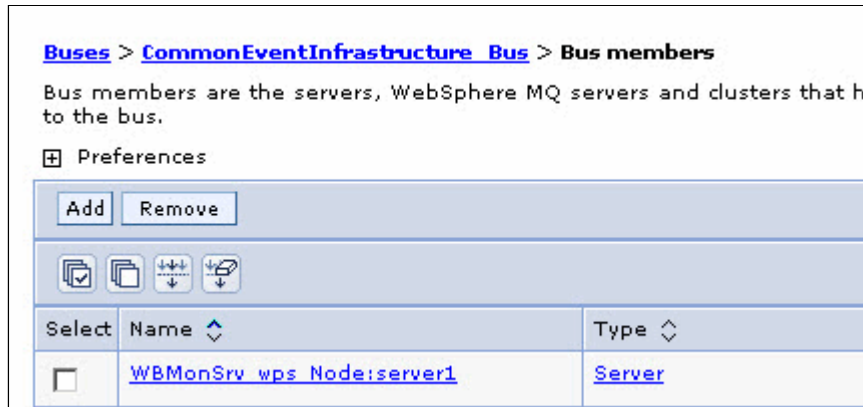 Buses > CommonEventInfrastructure_Bus > Bus members
Bus members are the servers, WebSphere MQ servers and clusters that
to the bus.
Preferences
Add Remove
Select Name Type
WBMonSrv_wps_Node:server1 Server